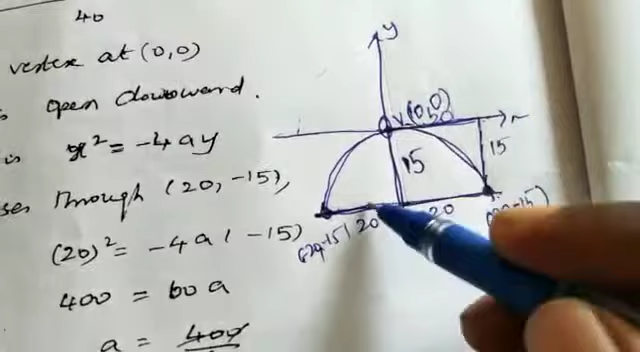 40
vertex at (0,0)
open downward.
x² = -4ay
through (20, -15),
(20)² = -4a(-15)
400 = 60a
a = 400
y
V(0,0)
15
15
20
20